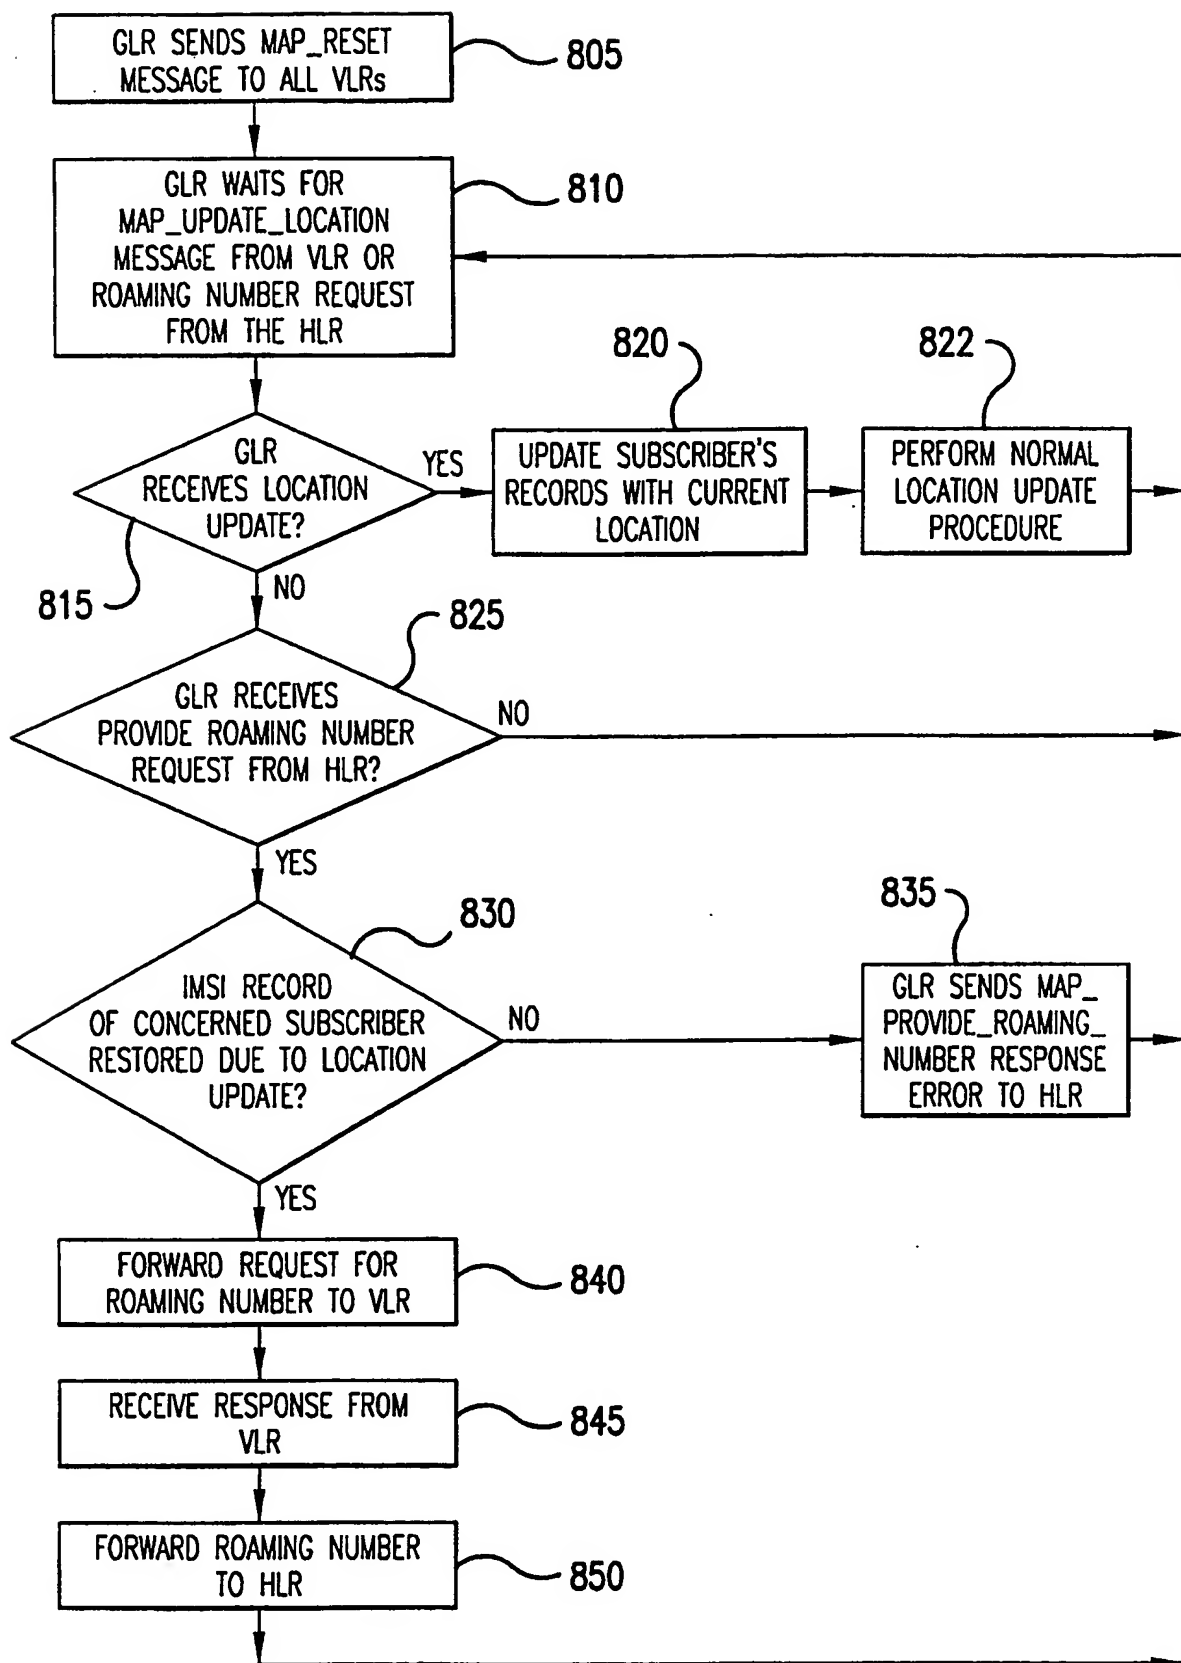 GLR SENDS MAP_RESET
MESSAGE TO ALL VLRs
805
GLR WAITS FOR
MAP_UPDATE_LOCATION
MESSAGE FROM VLR OR
ROAMING NUMBER REQUEST
FROM THE HLR
810
GLR
RECEIVES LOCATION
UPDATE?
815
YES
NO
820
UPDATE SUBSCRIBER'S
RECORDS WITH CURRENT
LOCATION
822
PERFORM NORMAL
LOCATION UPDATE
PROCEDURE
825
GLR RECEIVES
PROVIDE ROAMING NUMBER
REQUEST FROM HLR?
NO
YES
830
IMSI RECORD
OF CONCERNED SUBSCRIBER
RESTORED DUE TO LOCATION
UPDATE?
NO
YES
835
GLR SENDS MAP_
PROVIDE_ROAMING_
NUMBER RESPONSE
ERROR TO HLR
FORWARD REQUEST FOR
ROAMING NUMBER TO VLR
840
RECEIVE RESPONSE FROM
VLR
845
FORWARD ROAMING NUMBER
TO HLR
850